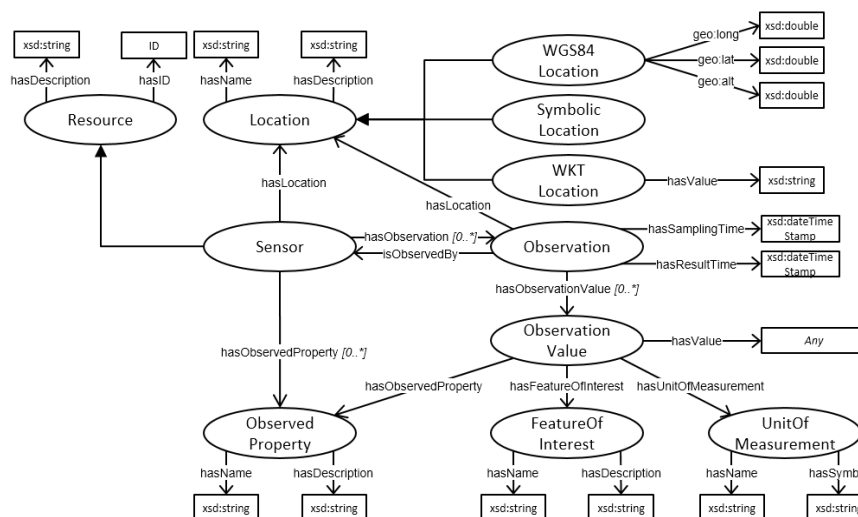 xsd:string
ID
xsd:string
xsd:string
WGS84
Location
geo:long
xsd:double
geo:lat
xsd:double
geo:alt
xsd:double
hasDescription
hasID
hasName
hasDescription
Resource
Location
Symbolic
Location
WKT
Location
hasValue
xsd:string
hasLocation
hasLocation
Sensor
hasObservation [0..*]
isObservedBy
Observation
hasSamplingTime
xsd:dateTime
Stamp
hasResultTime
xsd:dateTime
Stamp
hasObservationValue [0..*]
Observation
Value
hasValue
Any
hasObservedProperty [0..*]
hasObservedProperty
hasFeatureOfInterest
hasUnitOfMeasurement
Observed
Property
FeatureOf
Interest
UnitOf
Measurement
hasName
hasDescription
hasName
hasDescription
hasName
hasSymb
xsd:string
xsd:string
xsd:string
xsd:string
xsd:string
xsd:string